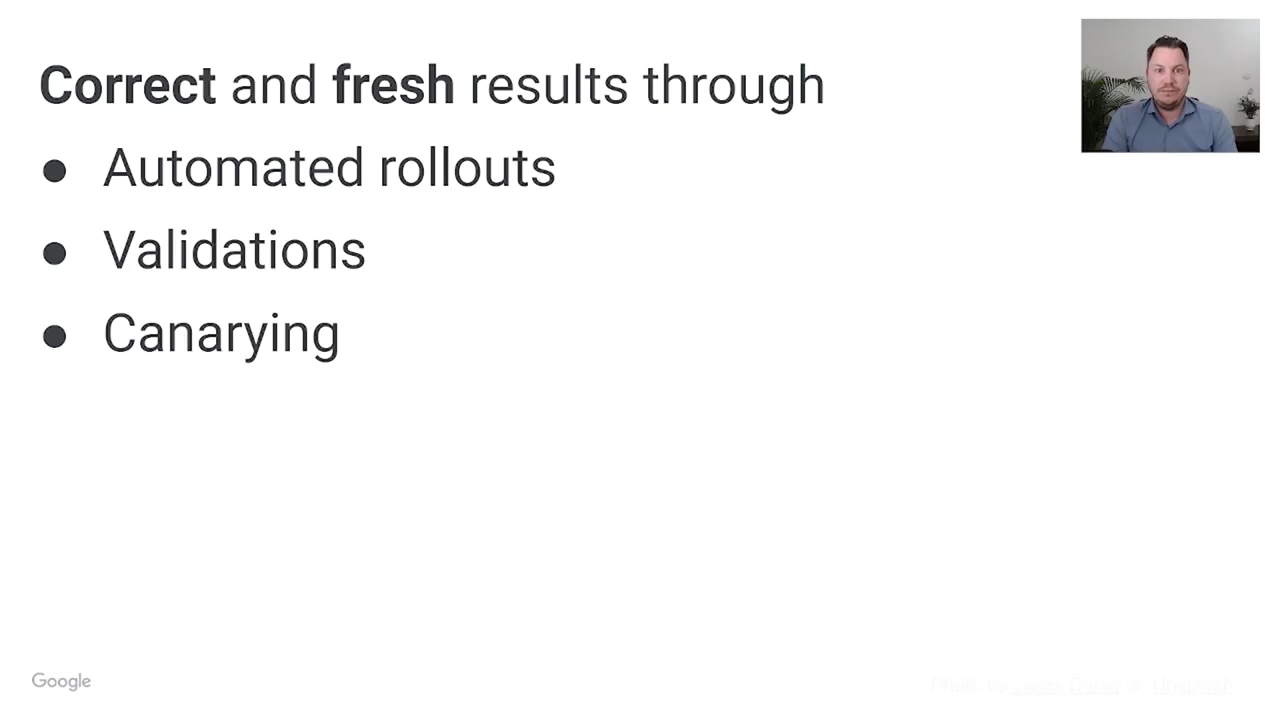 Correct and fresh results through
● Automated rollouts
● Validations
● Canarying
Google